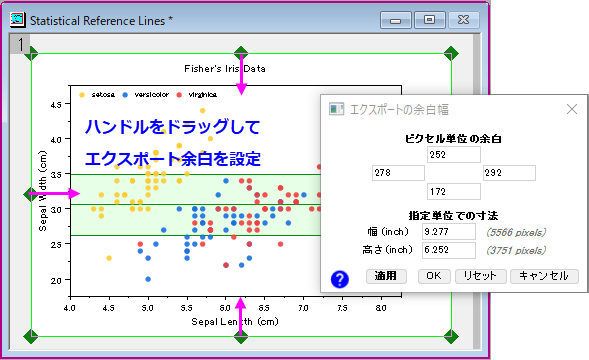 Statistical Reference Lines *
1
Fisher's Iris Data
setosa versicolor virginica
ハンドルをドラッグして
エクスポート余白を設定
Sepal Width (cm)
4.5
4.0
3.5
3.0
2.5
2.0
4.0 4.5 5.0 5.5 6.0 6.5 7.0 7.5 8.0
Sepal Length (cm)
エクスポートの余白幅
ピクセル単位の余白
252
278 292
172
指定単位での寸法
幅 (inch) 9.277 (5566 pixels)
高さ (inch) 6.252 (3751 pixels)
? 適用 OK リセット キャンセル